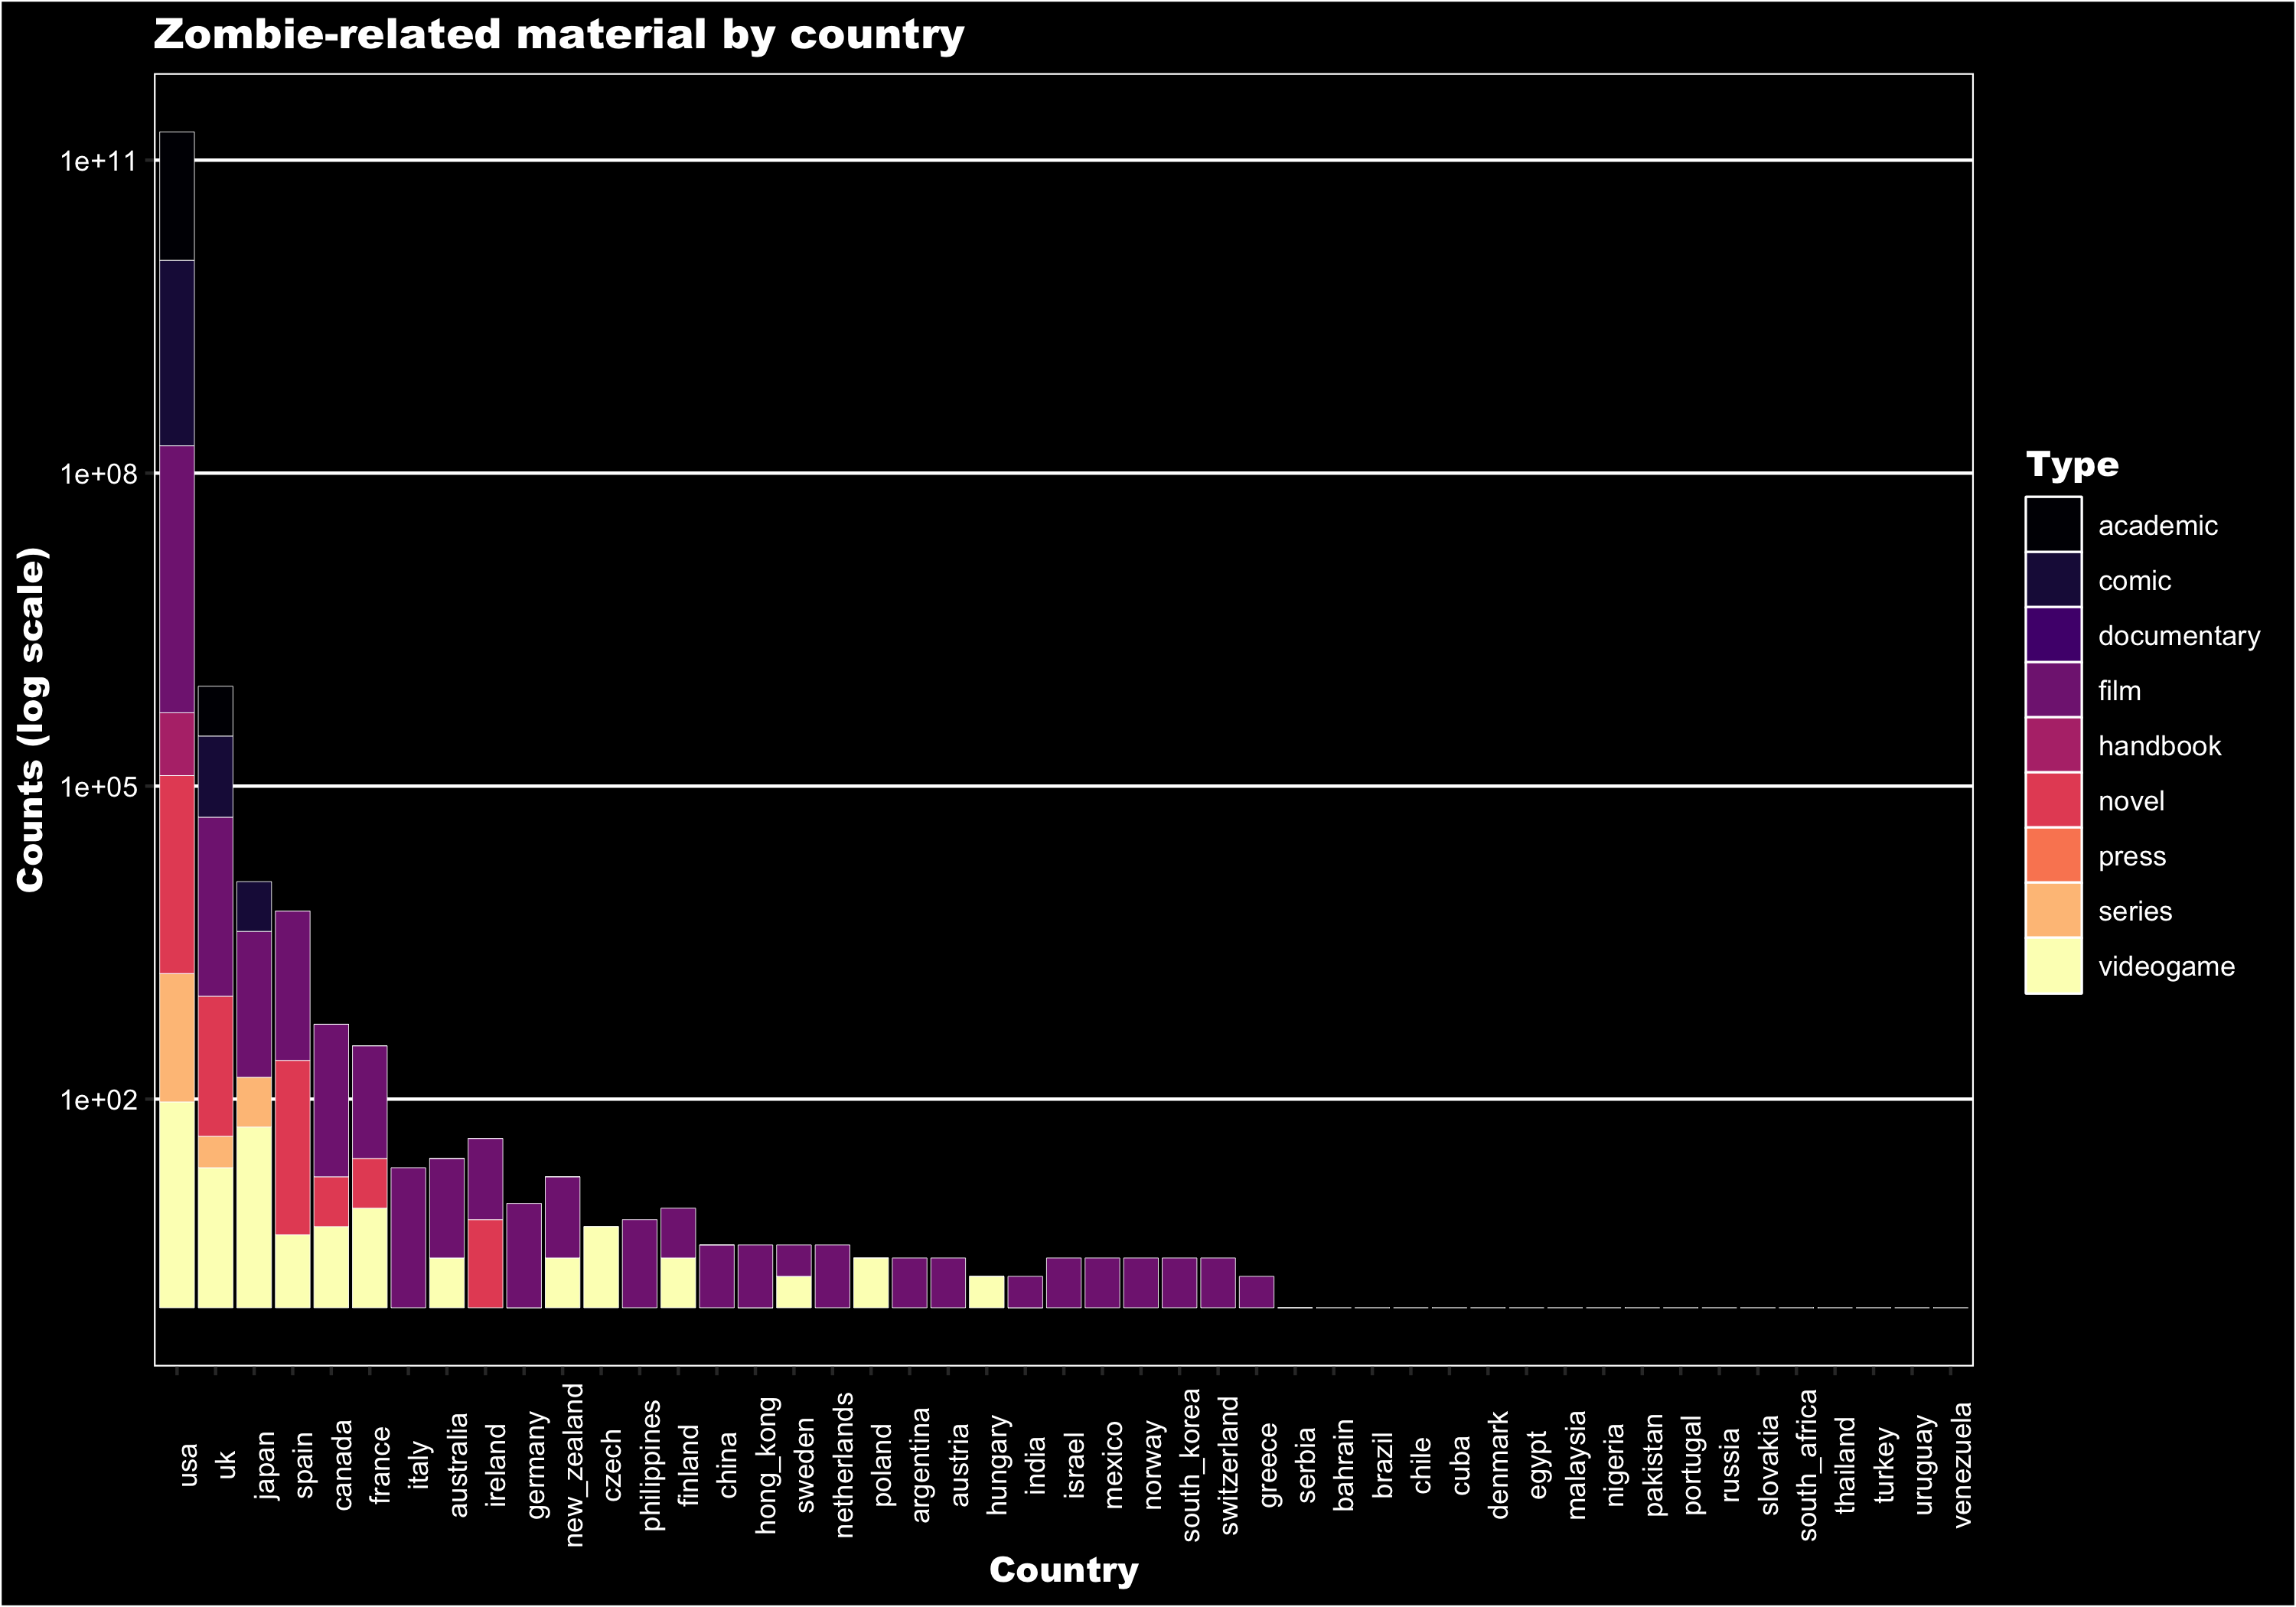 Zombie-related material by country
Counts (log scale)
1e+11
1e+08
1e+05
1e+02
usa
uk
japan
spain
canada
france
italy
australia
ireland
germany
new_zealand
czech
philippines
finland
china
hong_kong
sweden
netherlands
poland
argentina
austria
hungary
india
israel
mexico
norway
south_korea
switzerland
greece
serbia
bahrain
brazil
chile
cuba
denmark
egypt
malaysia
nigeria
pakistan
portugal
russia
slovakia
south_africa
thailand
turkey
uruguay
venezuela
Country
Type
academic
comic
documentary
film
handbook
novel
press
series
videogame